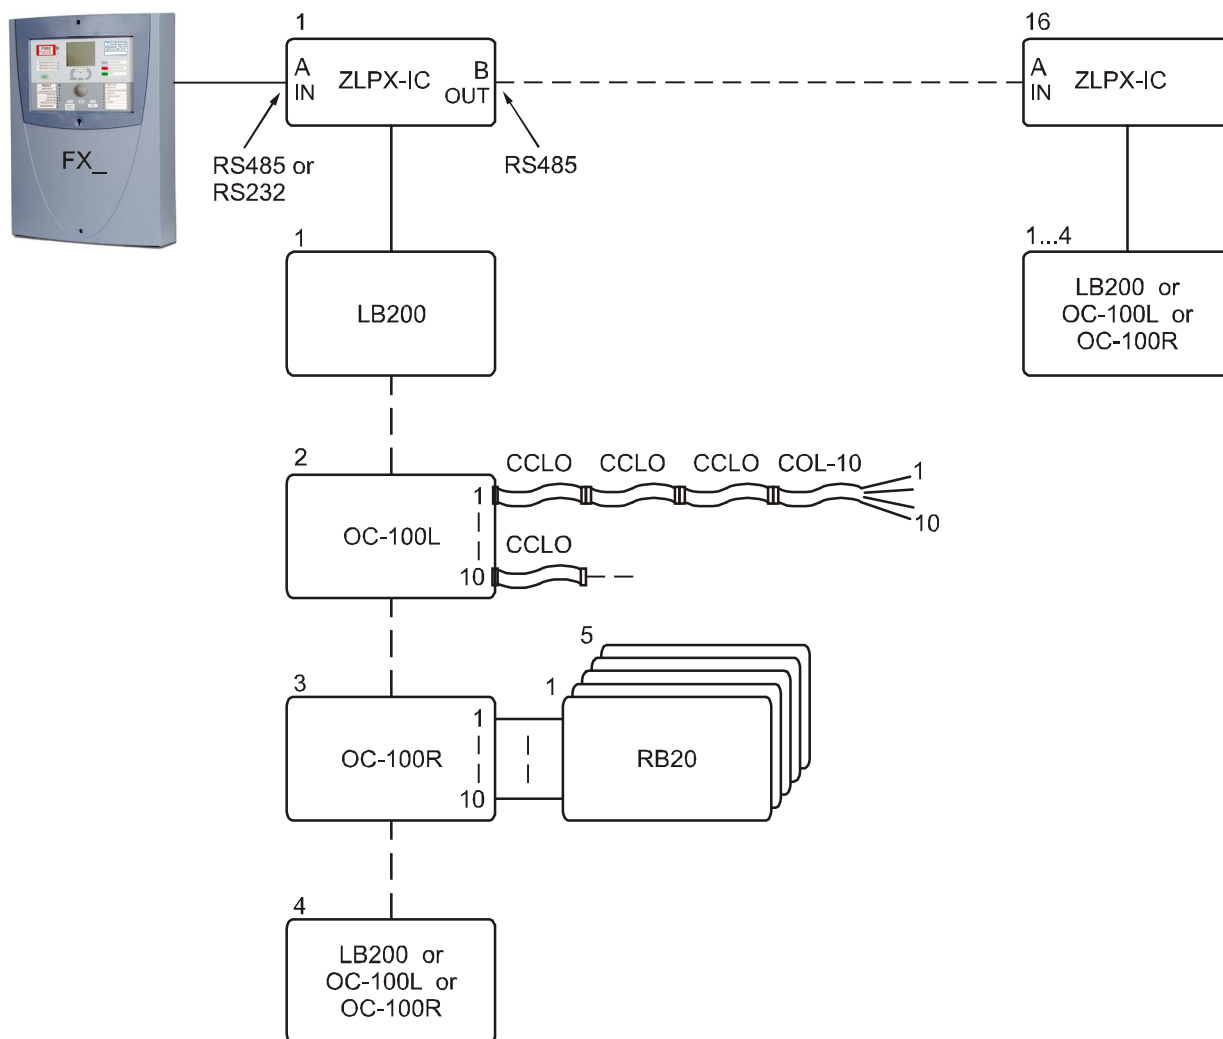 1
16
A
IN
ZLPX-IC
B
OUT
A
IN
ZLPX-IC
FX_
RS485 or
RS232
RS485
1
LB200
1...4
LB200 or
OC-100L or
OC-100R
2
OC-100L
1
10
CCLO
CCLO
CCLO
COL-10
1
10
CCLO
3
OC-100R
1
10
5
1
RB20
4
LB200 or
OC-100L or
OC-100R